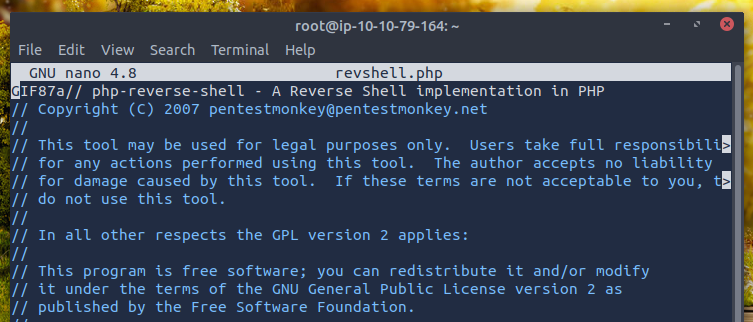 root@ip-10-10-79-164: ~
File Edit View Search Terminal Help
GNU nano 4.8 revshell.php
GIF87a// php-reverse-shell - A Reverse Shell implementation in PHP
// Copyright (C) 2007 pentestmonkey@pentestmonkey.net
//
// This tool may be used for legal purposes only.  Users take full responsibili>
// for any actions performed using this tool.  The author accepts no liability
// for damage caused by this tool.  If these terms are not acceptable to you, t>
// do not use this tool.
//
// In all other respects the GPL version 2 applies:
//
// This program is free software; you can redistribute it and/or modify
// it under the terms of the GNU General Public License version 2 as
// published by the Free Software Foundation.
//